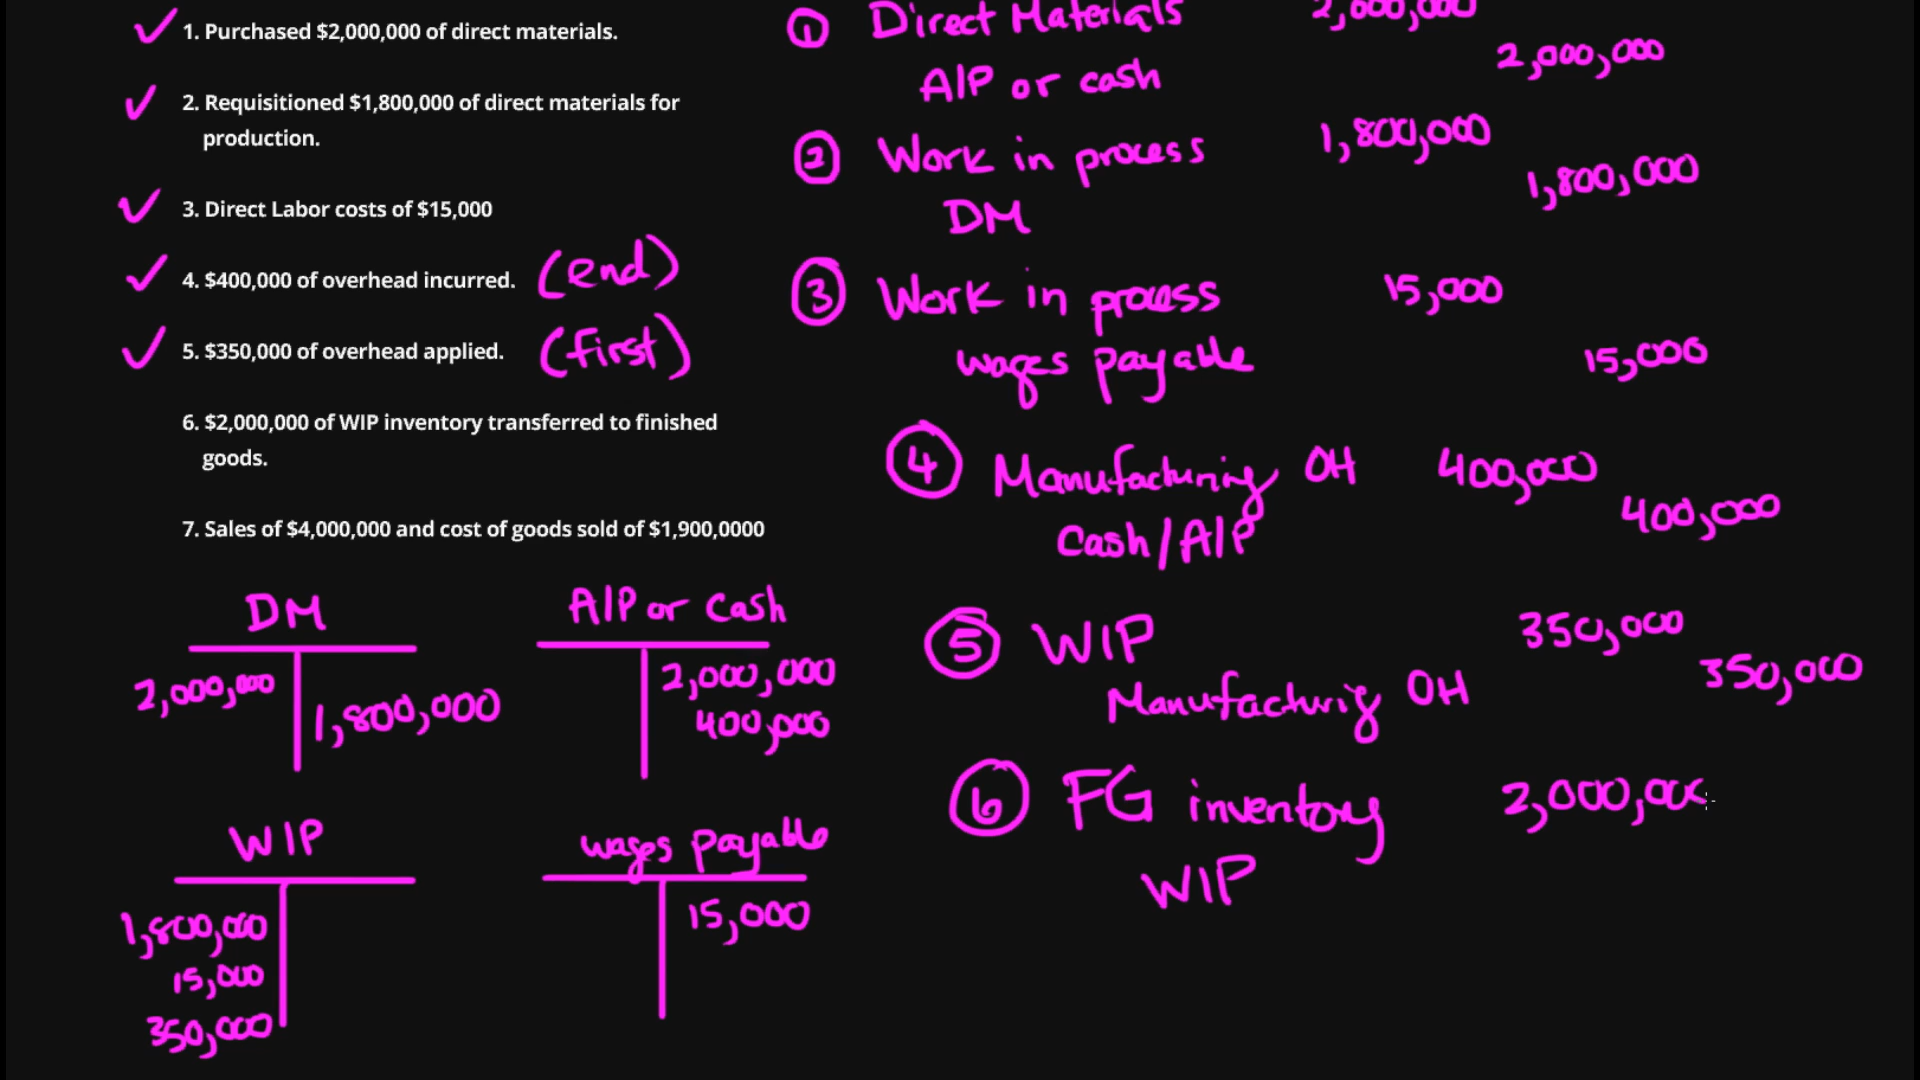 1. Purchased $2,000,000 of direct materials.
2. Requisitioned $1,800,000 of direct materials for
production.
3. Direct Labor costs of $15,000
4. $400,000 of overhead incurred. (end)
5. $350,000 of overhead applied. (first)
6. $2,000,000 of WIP inventory transferred to finished
goods.
7. Sales of $4,000,000 and cost of goods sold of $1,900,0000
DM
2,000,000 1,800,000
A/P or cash
2,000,000
400,000
WIP
1,800,000
15,000
350,000
wages payable
15,000
1 Direct Materials 2,000,000
A/P or cash 2,000,000
2 Work in process 1,800,000
DM 1,800,000
3 Work in process 15,000
wages payable 15,000
4 Manufacturing OH 400,000
Cash/A/P 400,000
5 WIP 350,000
Manufacturing OH 350,000
6 FG inventory 2,000,000
WIP